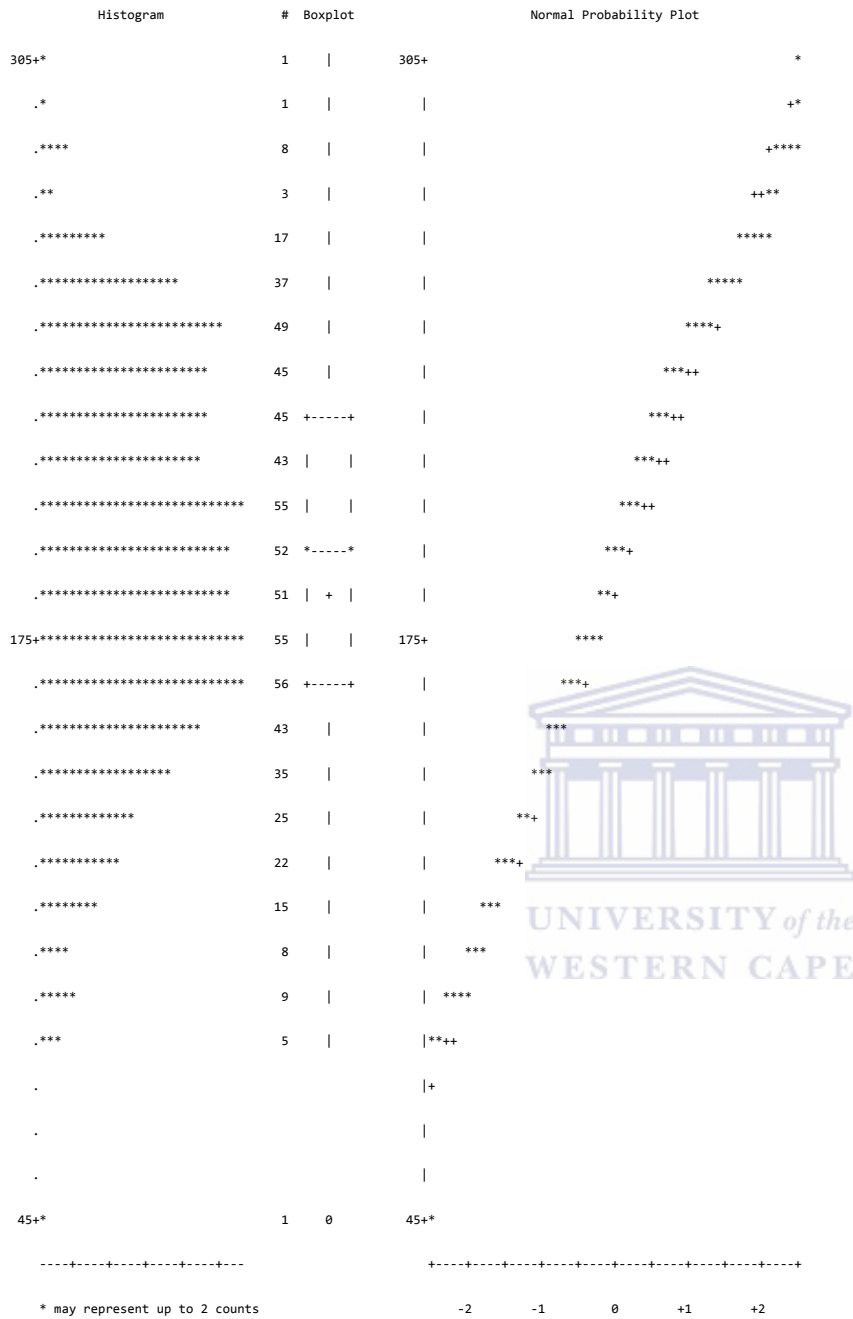 Histogram # Boxplot Normal Probability Plot
305+* 1 | 305+ *
.* 1 | | +*
.**** 8 | | +****
.** 3 | | ++**
.********* 17 | | *****
.******************* 37 | | *****
.************************* 49 | | ****+
.*********************** 45 | | ***++
.*********************** 45 +-----+ | ***++
.********************** 43 | | | ***++
.**************************** 55 | | | ***++
.************************** 52 *-----* | ***+
.************************** 51 | + | | **+
175+**************************** 55 | | 175+ ****
.**************************** 56 +-----+ | ***+
.********************** 43 | | ***
.****************** 35 | | ***
.************* 25 | | **+
.*********** 22 | | ***+
.******** 15 | | ***
.**** 8 | | ***
.***** 9 | | ****
.*** 5 | |**++
. |+
. |
. |
45+* 1 0 45+*
----+----+----+----+----+--- +----+----+----+----+----+----+----+----+----+----+
* may represent up to 2 counts -2 -1 0 +1 +2
UNIVERSITY of the
WESTERN CAPE